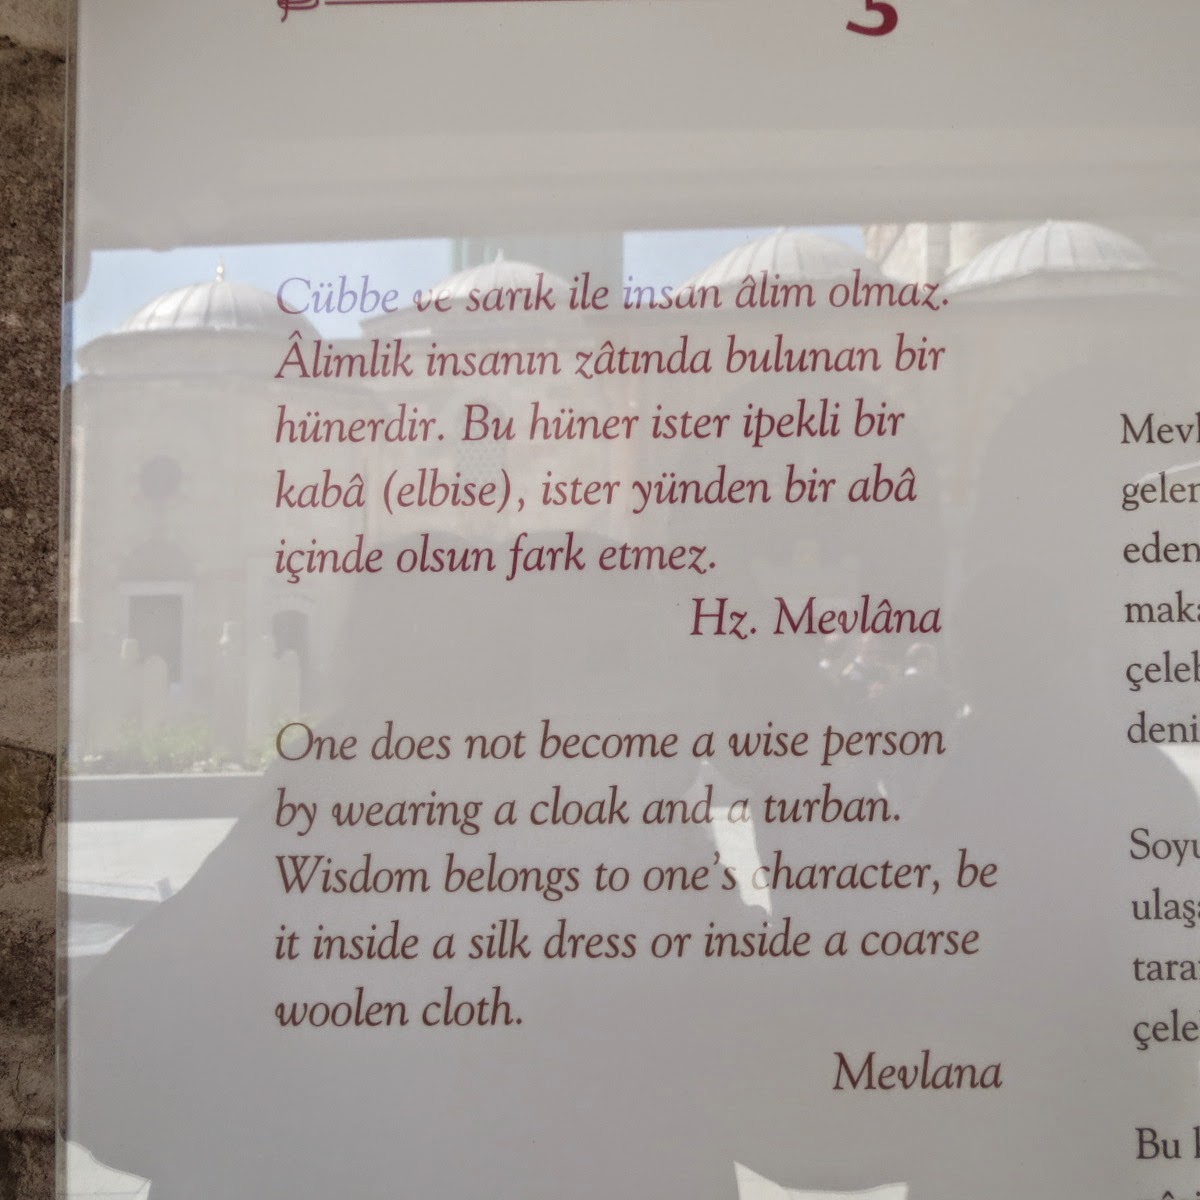 Cübbe ve sarık ile insan âlim olmaz.
Âlimlik insanın zâtında bulunan bir
hünerdir. Bu hüner ister ipekli bir
kabâ (elbise), ister yünden bir abâ
içinde olsun fark etmez.
Hz. Mevlâna
One does not become a wise person
by wearing a cloak and a turban.
Wisdom belongs to one's character, be
it inside a silk dress or inside a coarse
woolen cloth.
Mevlana
Soyu
Bu